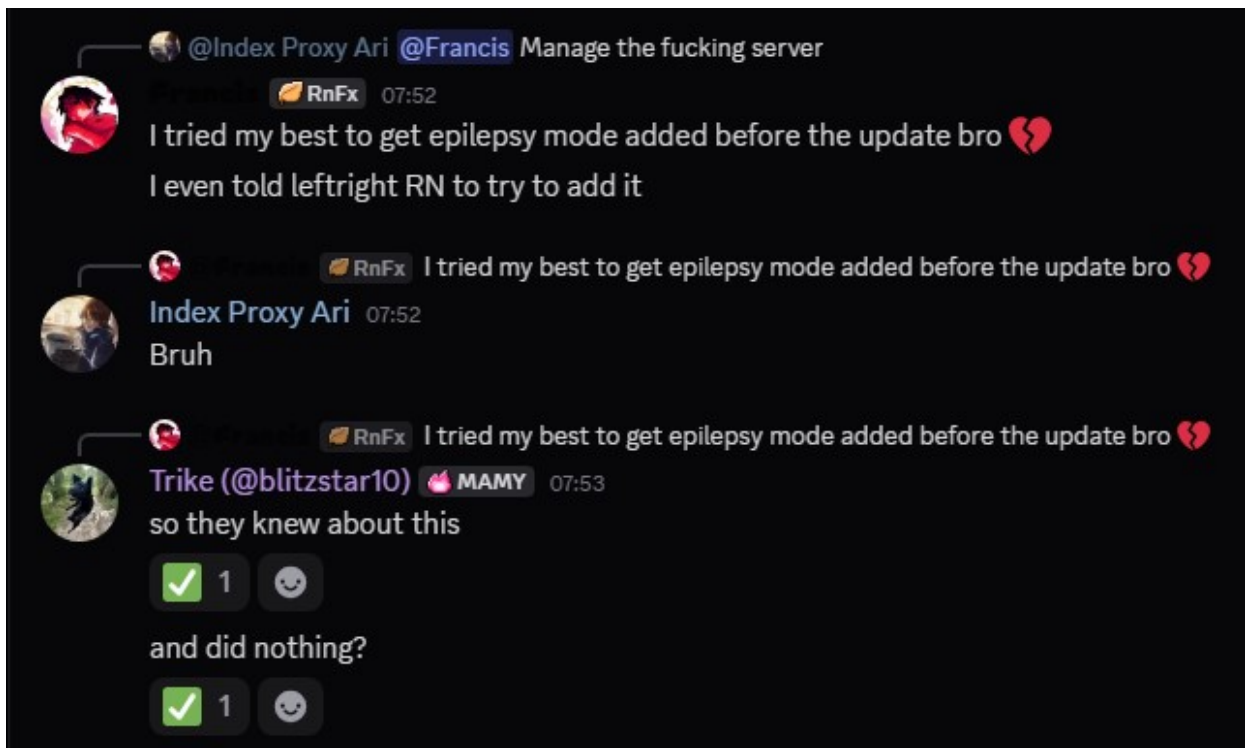 @Index Proxy Ari @Francis Manage the fucking server
RnFx 07:52
I tried my best to get epilepsy mode added before the update bro 💔
I even told leftright RN to try to add it
RnFx I tried my best to get epilepsy mode added before the update bro 💔
Index Proxy Ari 07:52
Bruh
RnFx I tried my best to get epilepsy mode added before the update bro 💔
Trike (@blitzstar10) MAMY 07:53
so they knew about this
✅ 1
and did nothing?
✅ 1